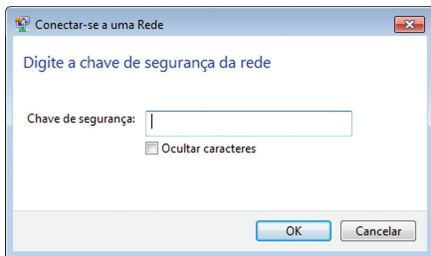 Conectar-se a uma Rede
Digite a chave de segurança da rede
Chave de segurança:
Ocultar caracteres
OK Cancelar